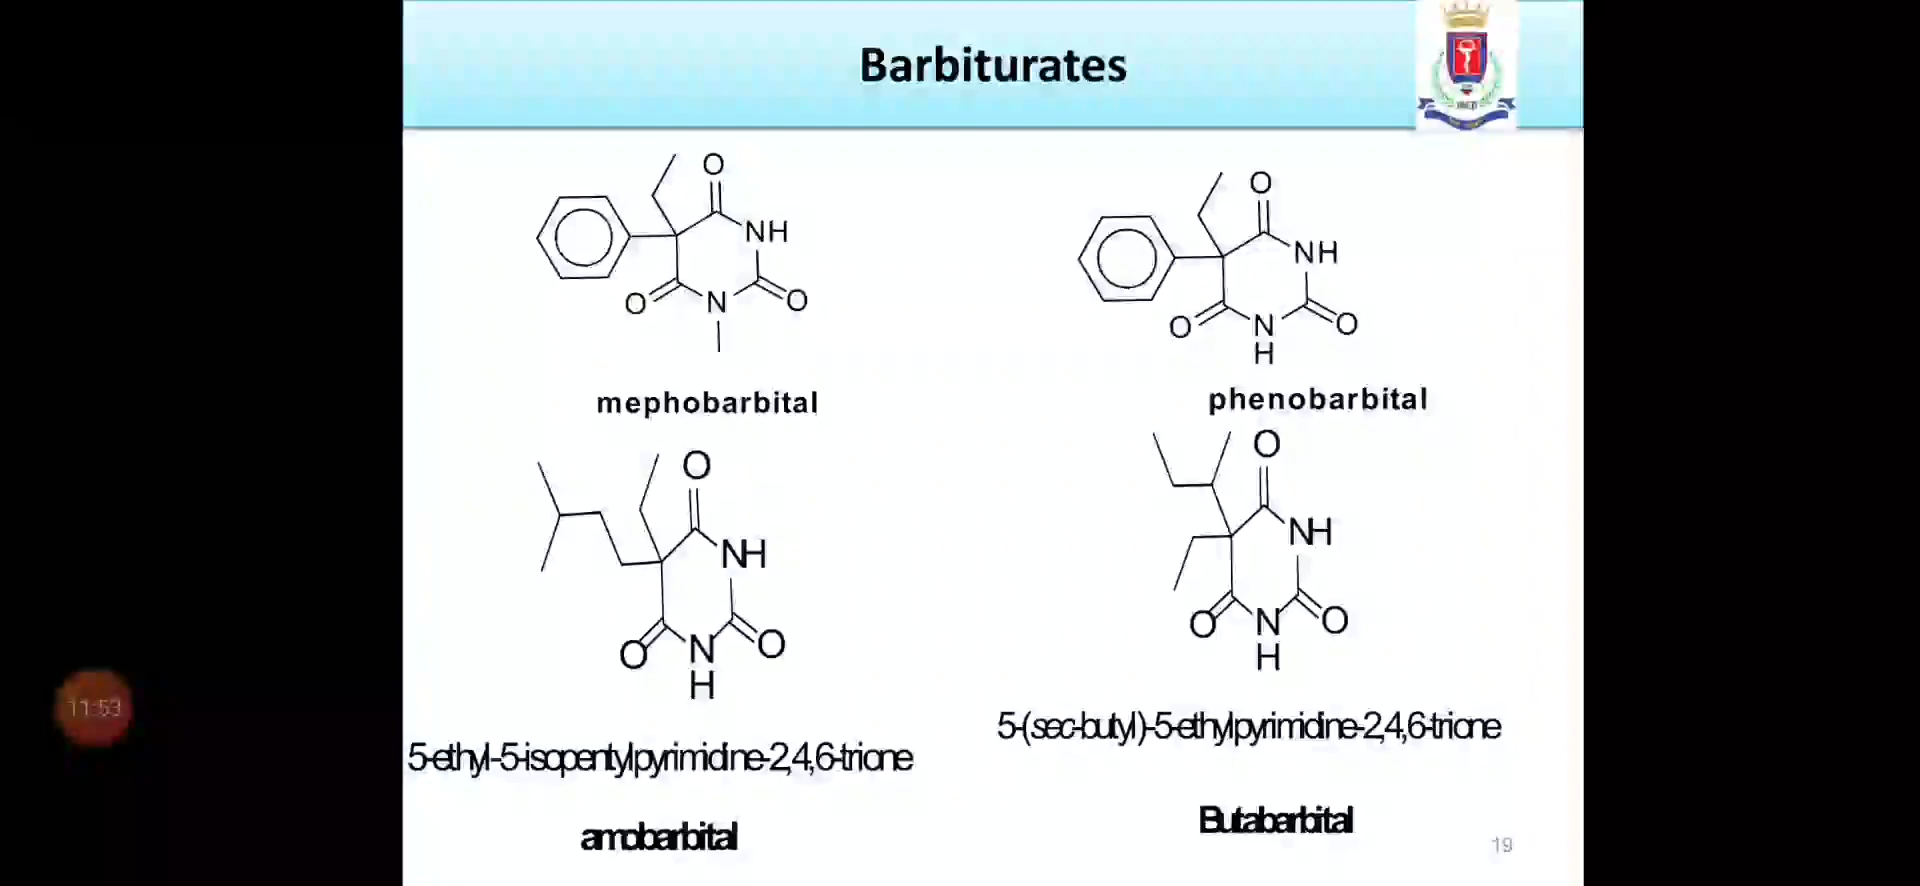 Barbiturates
O
NH
O
N
O
mephobarbital
O
NH
O
N
H
O
phenobarbital
O
NH
O
N
H
O
5-ethyl-5-isopentylpyrimidine-2,4,6-trione
amobarbital
O
NH
O
N
H
O
5-(sec-butyl)-5-ethylpyrimidine-2,4,6-trione
Butabarbital
11:53
19